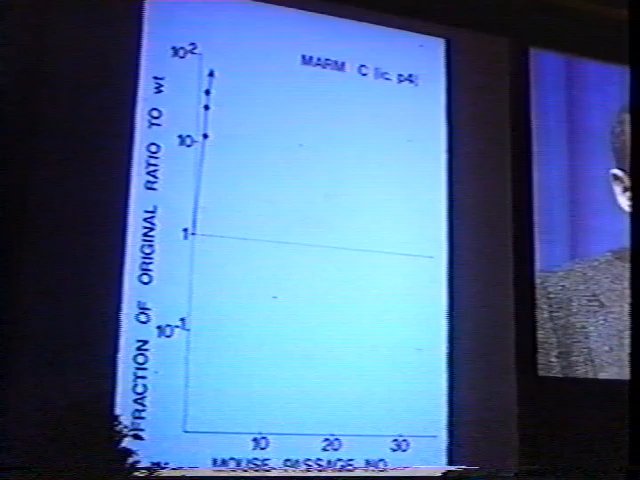 MARM C (ic. p4)
FRACTION OF ORIGINAL RATIO TO wt
10²
10
1
10⁻¹
10 20 30
MOUSE PASSAGE NO.